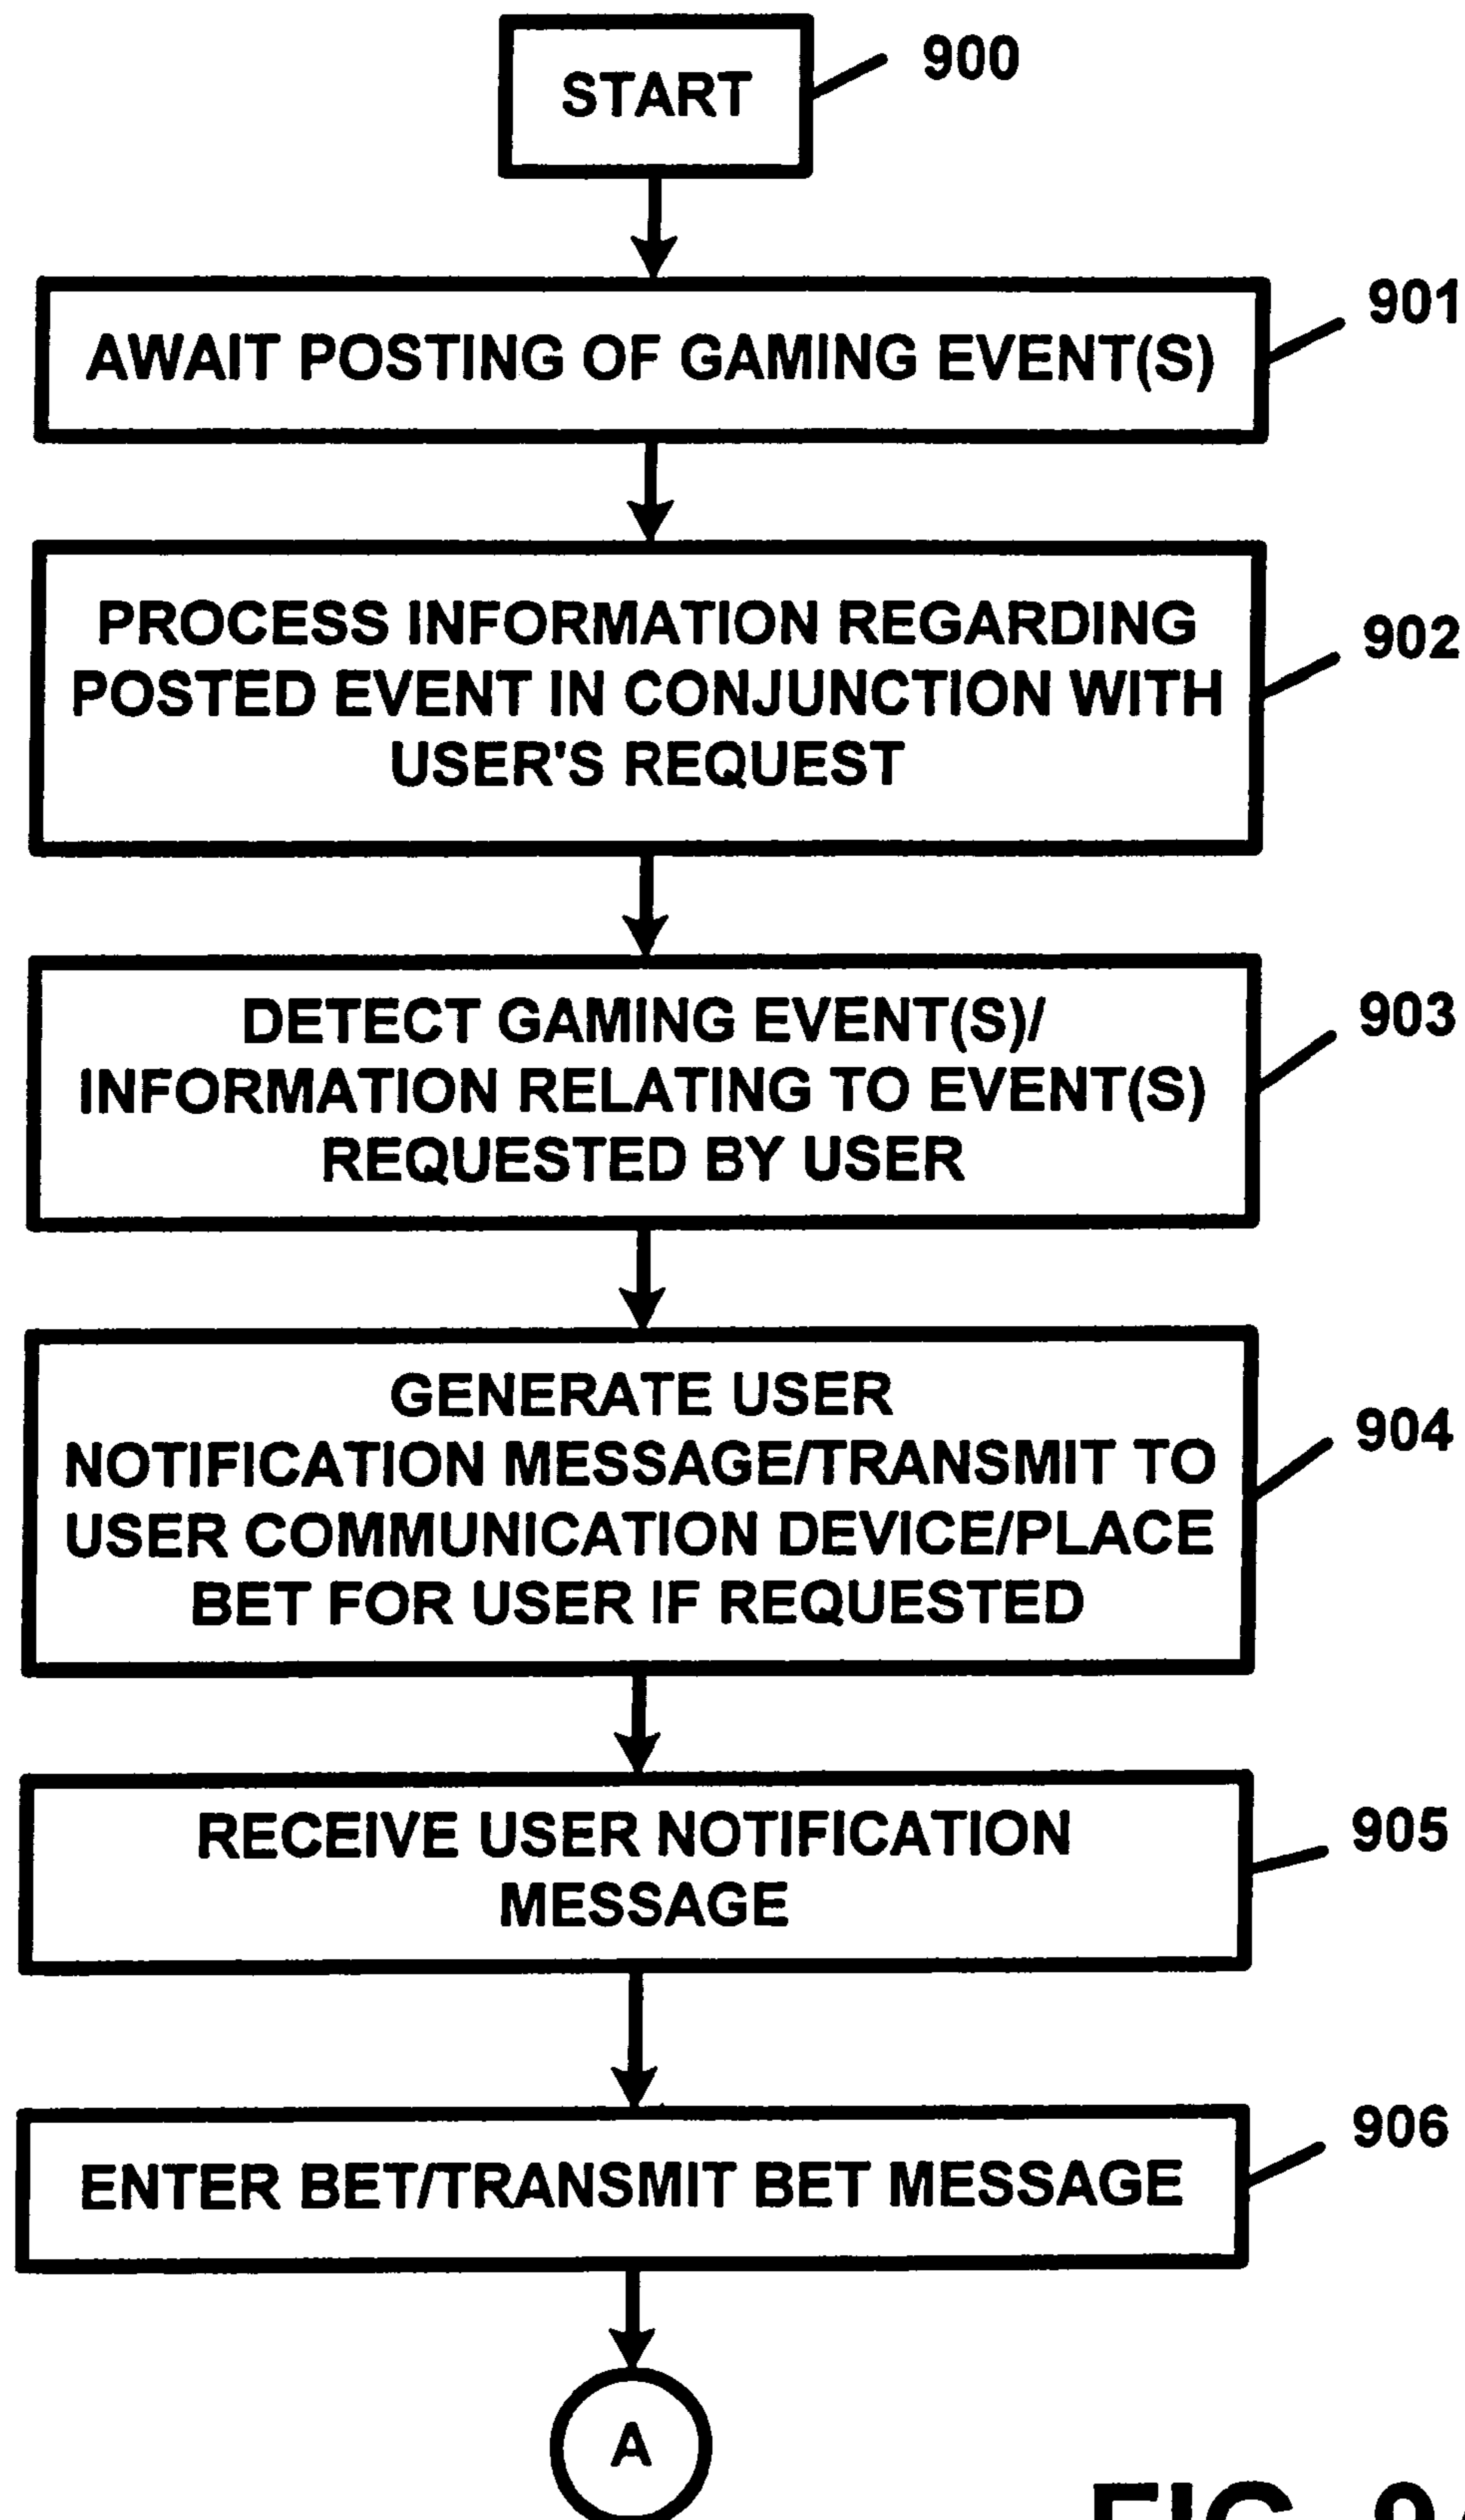 START
900
AWAIT POSTING OF GAMING EVENT(S)
901
PROCESS INFORMATION REGARDING
POSTED EVENT IN CONJUNCTION WITH
USER'S REQUEST
902
DETECT GAMING EVENT(S)/
INFORMATION RELATING TO EVENT(S)
REQUESTED BY USER
903
GENERATE USER
NOTIFICATION MESSAGE/TRANSMIT TO
USER COMMUNICATION DEVICE/PLACE
BET FOR USER IF REQUESTED
904
RECEIVE USER NOTIFICATION
MESSAGE
905
ENTER BET/TRANSMIT BET MESSAGE
906
A